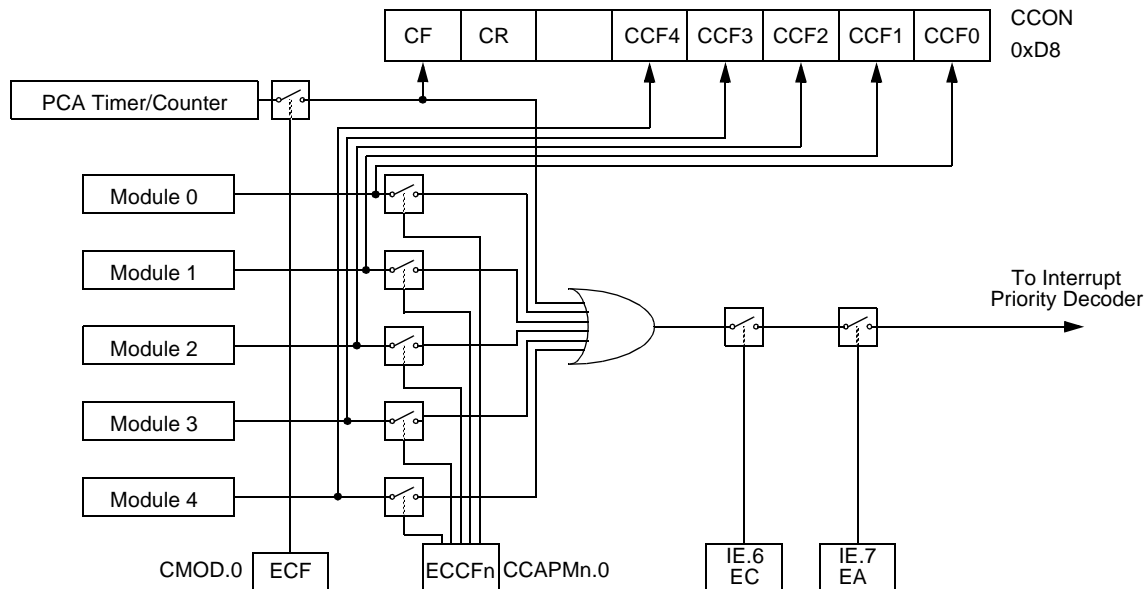 CF CR CCF4 CCF3 CCF2 CCF1 CCF0
CCON
0xD8
PCA Timer/Counter
Module 0
Module 1
Module 2
Module 3
Module 4
To Interrupt
Priority Decoder
CMOD.0 ECF
ECCFn CCAPMn.0
IE.6
EC
IE.7
EA